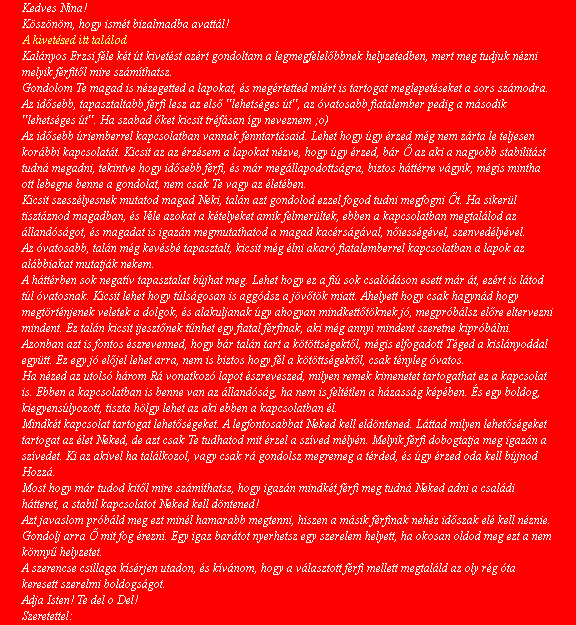 Kedves Nina!
Köszönöm, hogy ismét bizalmadba avattál!
A kivetésed itt találod
Kalányos Erzsi féle két út kivetést azért gondoltam a legmegfelelőbbnek helyzetedben, mert meg tudjuk nézni
melyik férfitől mire számíthatsz.
Gondolom Te magad is nézegetted a lapokat, és megértetted miért is tartogat meglepetéseket a sors számodra.
Az idősebb, tapasztaltabb férfi lesz az első "lehetséges út", az óvatosabb fiatalember pedig a második
"lehetséges út". Ha szabad őket kicsit tréfásan így neveznem ;o)
Az idősebb úriemberrel kapcsolatban vannak fenntartásaid. Lehet hogy úgy érzed még nem zárta le teljesen
korábbi kapcsolatát. Kicsit az az érzésem a lapokat nézve, hogy úgy érzed, bár Ő az aki a nagyobb stabilitást
tudná megadni, tekintve hogy idősebb férfi, és már megállapodottságra, biztos háttérre vágyik, mégis mintha
ott lebegne benne a gondolat, nem csak Te vagy az életében.
Kicsit szeszélyesnek mutatod magad Neki, talán azt gondolod ezzel fogod tudni megfogni Őt. Ha sikerül
tisztáznod magadban, és Véle azokat a kételyeket amik felmerültek, ebben a kapcsolatban megtalálod az
állandóságot, és magadat is igazán megmutathatod a magad kacérságával, nőiességével, szenvedélyével.
Az óvatosabb, talán még kevésbé tapasztalt, kicsit még élni akaró fiatalemberrel kapcsolatban a lapok az
alábbiakat mutatják nekem.
A háttérben sok negatív tapasztalat bújhat meg. Lehet hogy ez a fiú sok csalódáson esett már át, ezért is látod
túl óvatosnak. Kicsit lehet hogy túlságosan is aggódsz a jövőtök miatt. Ahelyett hogy csak hagynád hogy
megtörténjenek veletek a dolgok, és alakuljanak úgy ahogyan mindkettőtöknek jó, megpróbálsz előre eltervezni
mindent. Ez talán kicsit ijesztőnek tűnhet egy fiatal férfinak, aki még annyi mindent szeretne kipróbálni.
Azonban azt is fontos észrevenned, hogy bár talán tart a kötöttségektől, mégis elfogadott Téged a kislányoddal
együtt. Ez egy jó előjel lehet arra, nem is biztos hogy fél a kötöttségektől, csak tényleg óvatos.
Ha nézed az utolsó három Rá vonatkozó lapot észreveszed, milyen remek kimenetet tartogathat ez a kapcsolat
is. Ebben a kapcsolatban is benne van az állandóság, ha nem is feltétlen a házasság képében. És egy boldog,
kiegyensúlyozott, tiszta hölgy lehet az aki ebben a kapcsolatban él.
Mindkét kapcsolat tartogat lehetőségeket. A legfontosabbat Neked kell eldöntened. Láttad milyen lehetőségeket
tartogat az élet Neked, de azt csak Te tudhatod mit érzel a szíved mélyén. Melyik férfi dobogtatja meg igazán a
szívedet. Ki az akivel ha találkozol, vagy csak rá gondolsz megremeg a térded, és úgy érzed oda kell bújnod
Hozzá.
Most hogy már tudod kitől mire számíthatsz, hogy igazán mindkét férfi meg tudná Neked adni a családi
hátteret, a stabil kapcsolatot Neked kell döntened!
Azt javaslom próbáld meg ezt minél hamarabb megtenni, hiszen a másik férfinak nehéz időszak elé kell néznie.
Gondolj arra Ő mit fog érezni. Egy igaz barátot nyerhetsz egy szerelem helyett, ha okosan oldod meg ezt a nem
könnyű helyzetet.
A szerencse csillaga kísérjen utadon, és kívánom, hogy a választott férfi mellett megtaláld az oly rég óta
keresett szerelmi boldogságot.
Adja Isten! Te del o Del!
Szeretettel: